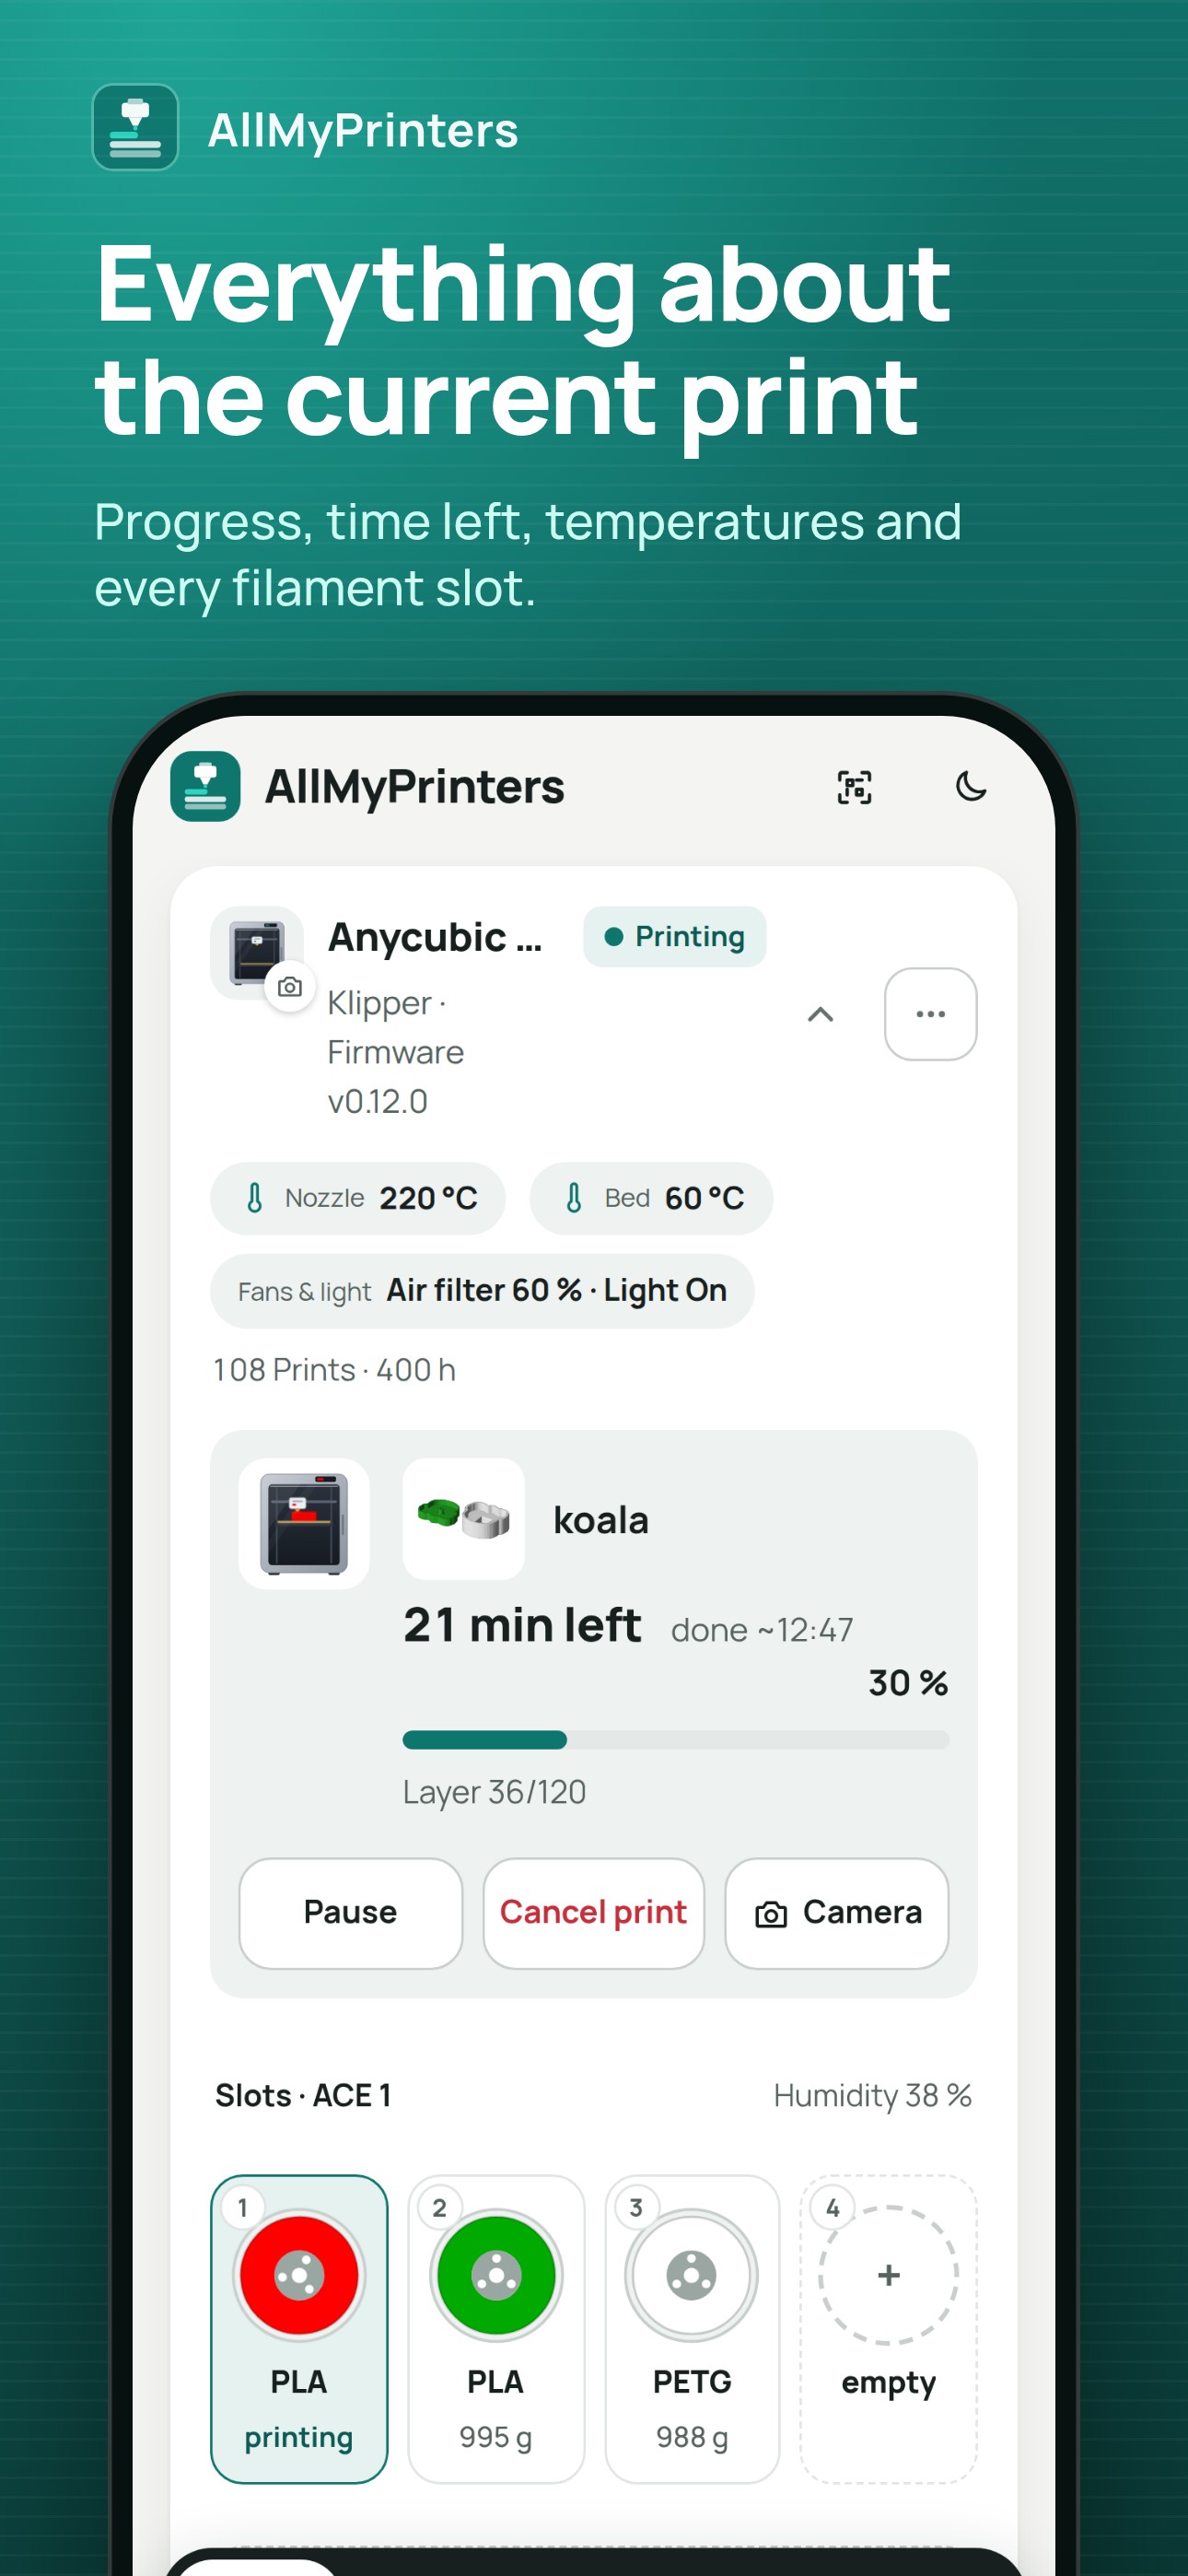 AllMyPrinters
Everything about
the current print
Progress, time left, temperatures and
every filament slot.
AllMyPrinters
Anycubic ...
Printing
Klipper ·
Firmware
v0.12.0
Nozzle 220 °C
Bed 60 °C
Fans & light Air filter 60 % · Light On
108 Prints · 400 h
koala
21 min left done ~12:47
30 %
Layer 36/120
Pause
Cancel print
Camera
Slots · ACE 1
Humidity 38 %
1
2
3
4
+
PLA
PLA
PETG
empty
printing
995 g
988 g